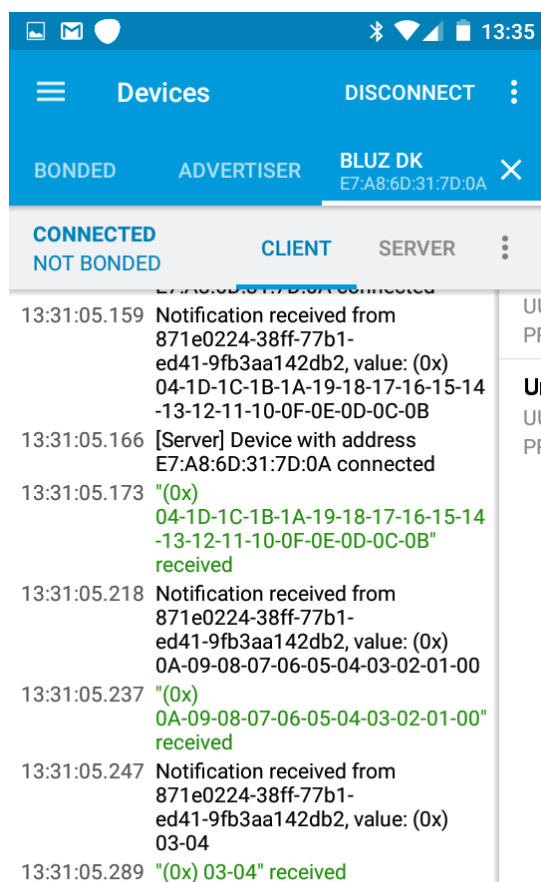 13:35
Devices
DISCONNECT
BONDED
ADVERTISER
BLUZ DK
E7:A8:6D:31:7D:0A
CONNECTED
NOT BONDED
CLIENT
SERVER
E7:A8:6D:31:7D:0A connected
13:31:05.159 Notification received from
871e0224-38ff-77b1-
ed41-9fb3aa142db2, value: (0x)
04-1D-1C-1B-1A-19-18-17-16-15-14
-13-12-11-10-0F-0E-0D-0C-0B
13:31:05.166 [Server] Device with address
E7:A8:6D:31:7D:0A connected
13:31:05.173 "(0x)
04-1D-1C-1B-1A-19-18-17-16-15-14
-13-12-11-10-0F-0E-0D-0C-0B"
received
13:31:05.218 Notification received from
871e0224-38ff-77b1-
ed41-9fb3aa142db2, value: (0x)
0A-09-08-07-06-05-04-03-02-01-00
13:31:05.237 "(0x)
0A-09-08-07-06-05-04-03-02-01-00"
received
13:31:05.247 Notification received from
871e0224-38ff-77b1-
ed41-9fb3aa142db2, value: (0x)
03-04
13:31:05.289 "(0x) 03-04" received